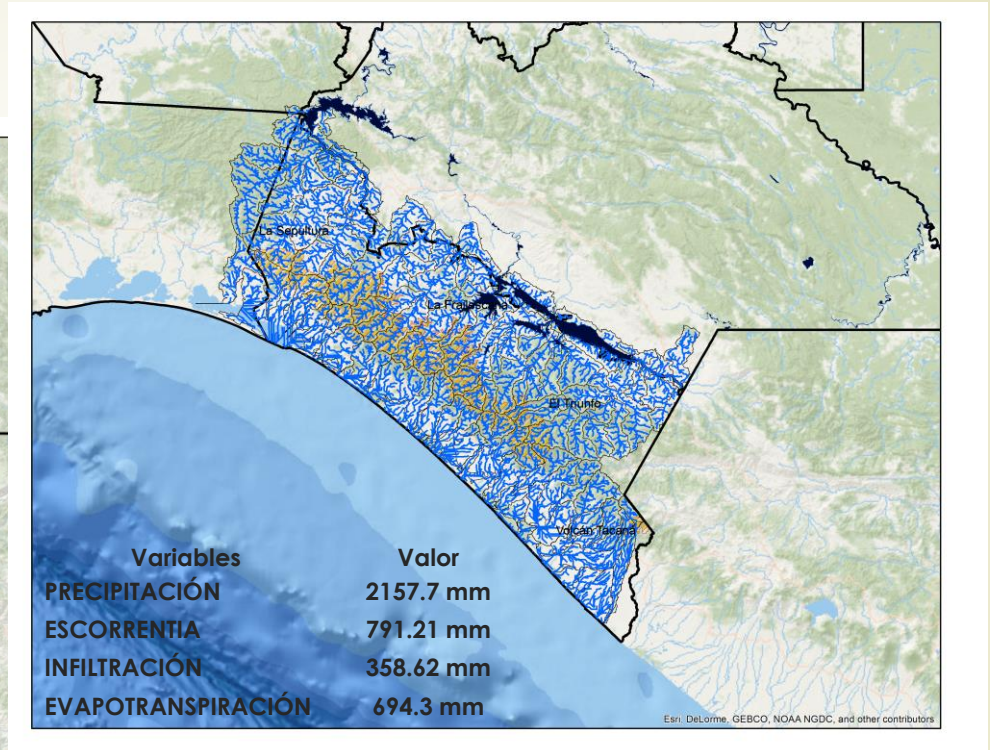 La Sepultura
La Frailescana
El Triunfo
Volcán Tacaná
Variables Valor
PRECIPITACIÓN 2157.7 mm
ESCORRENTIA 791.21 mm
INFILTRACIÓN 358.62 mm
EVAPOTRANSPIRACIÓN 694.3 mm
Esri, DeLorme, GEBCO, NOAA NGDC, and other contributors